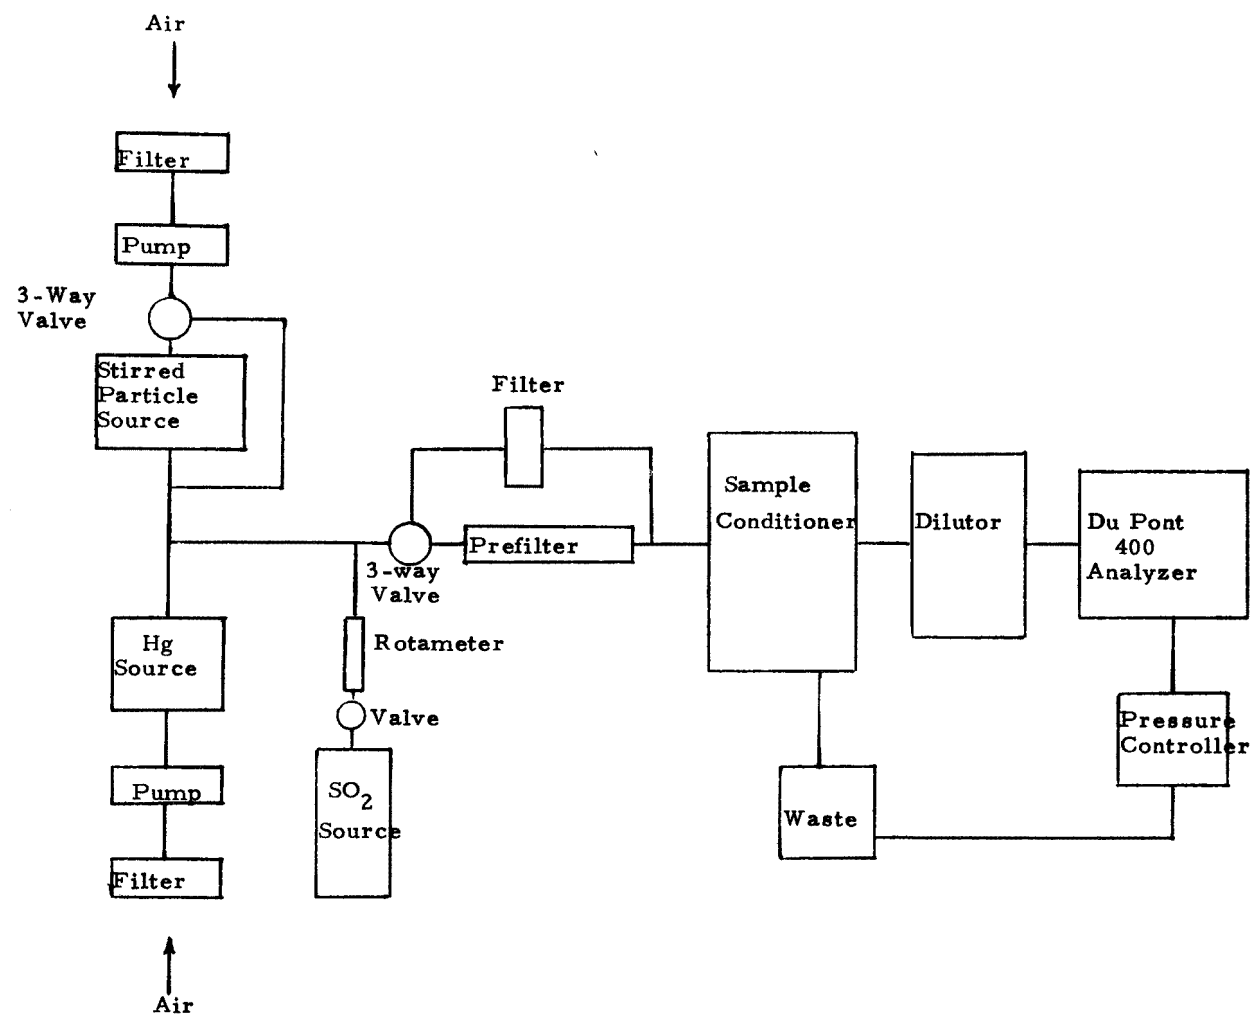 Air
Filter
Pump
3-Way
Valve
Stirred
Particle
Source
Filter
Sample
Conditioner
Dilutor
Du Pont
400
Analyzer
Prefilter
3-way
Valve
Hg
Source
Rotameter
Valve
Pressure
Controller
Pump
SO2
Source
Waste
Filter
Air